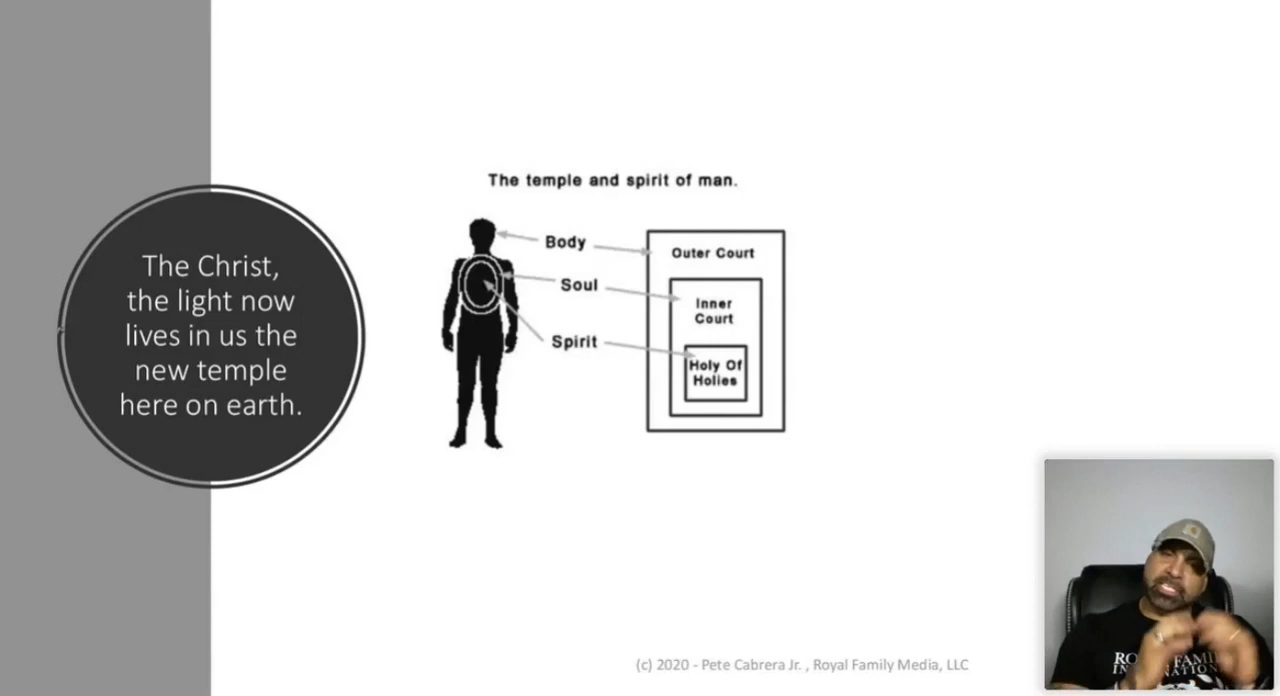 The Christ,
the light now
lives in us the
new temple
here on earth.
The temple and spirit of man.
Body
Soul
Spirit
Outer Court
Inner
Court
Holy Of
Holies
(c) 2020 - Pete Cabrera Jr. , Royal Family Media, LLC